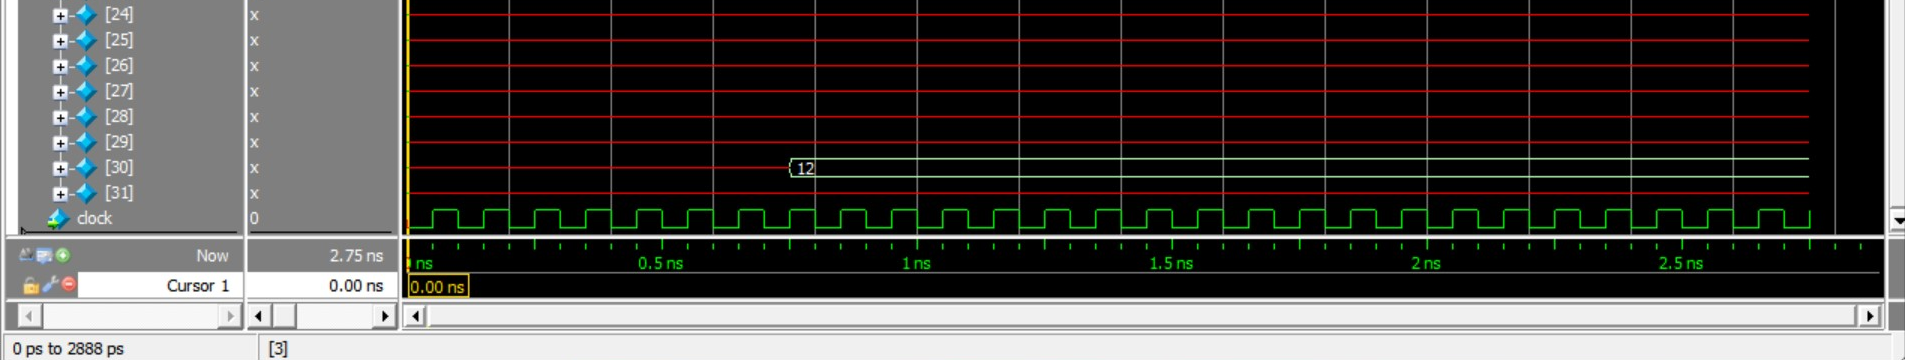 [24] x
[25] x
[26] x
[27] x
[28] x
[29] x
[30] x 12
[31] x
clock 0
Now 2.75 ns ns 0.5 ns 1 ns 1.5 ns 2 ns 2.5 ns
Cursor 1 0.00 ns 0.00 ns
0 ps to 2888 ps [3]